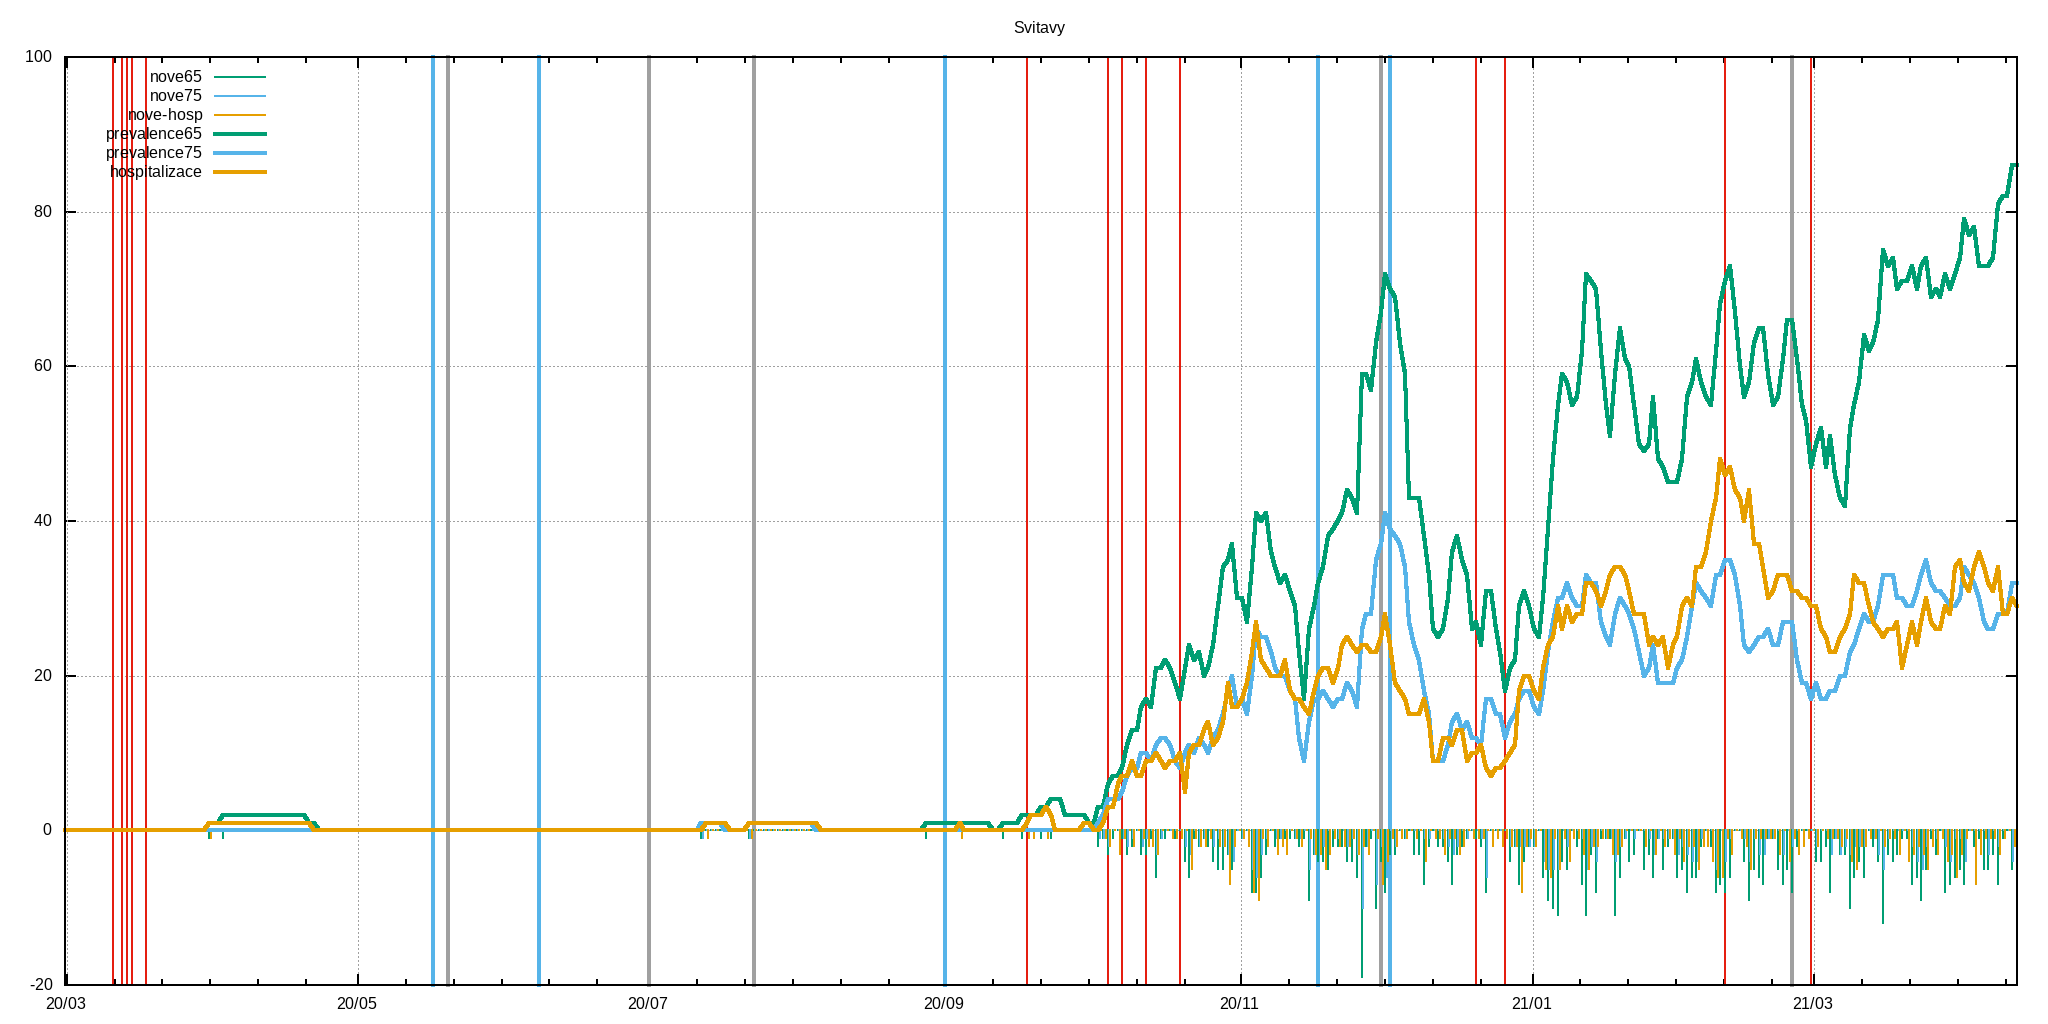 Svitavy
100
nove65
nove75
nove-hosp
prevalence65
prevalence75
hospitalizace
80
60
40
20
0
-20
20/03 20/05 20/07 20/09 20/11 21/01 21/03